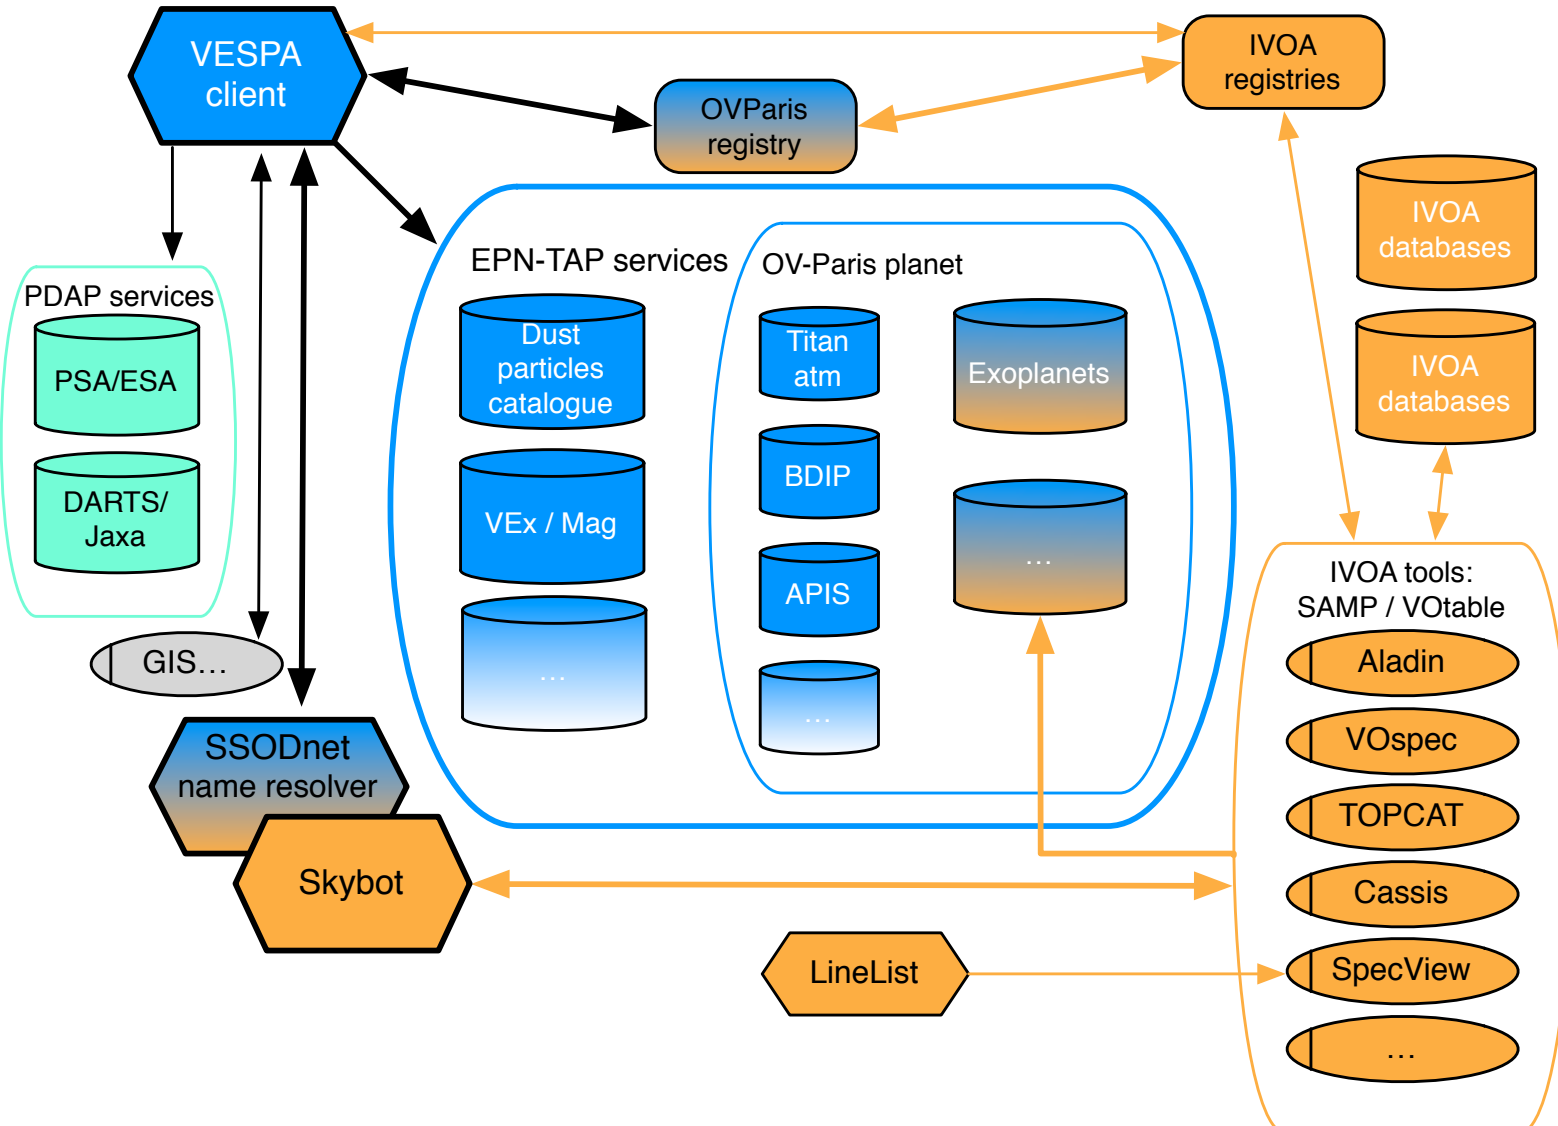 VESPA
client
IVOA
registries
OVParis
registry
IVOA
databases
IVOA
databases
PDAP services
PSA/ESA
DARTS/
Jaxa
GIS...
EPN-TAP services
Dust
particles
catalogue
VEx / Mag
...
OV-Paris planet
Titan
atm
BDIP
APIS
...
Exoplanets
...
SSODnet
name resolver
Skybot
LineList
IVOA tools:
SAMP / VOtable
Aladin
VOspec
TOPCAT
Cassis
SpecView
...